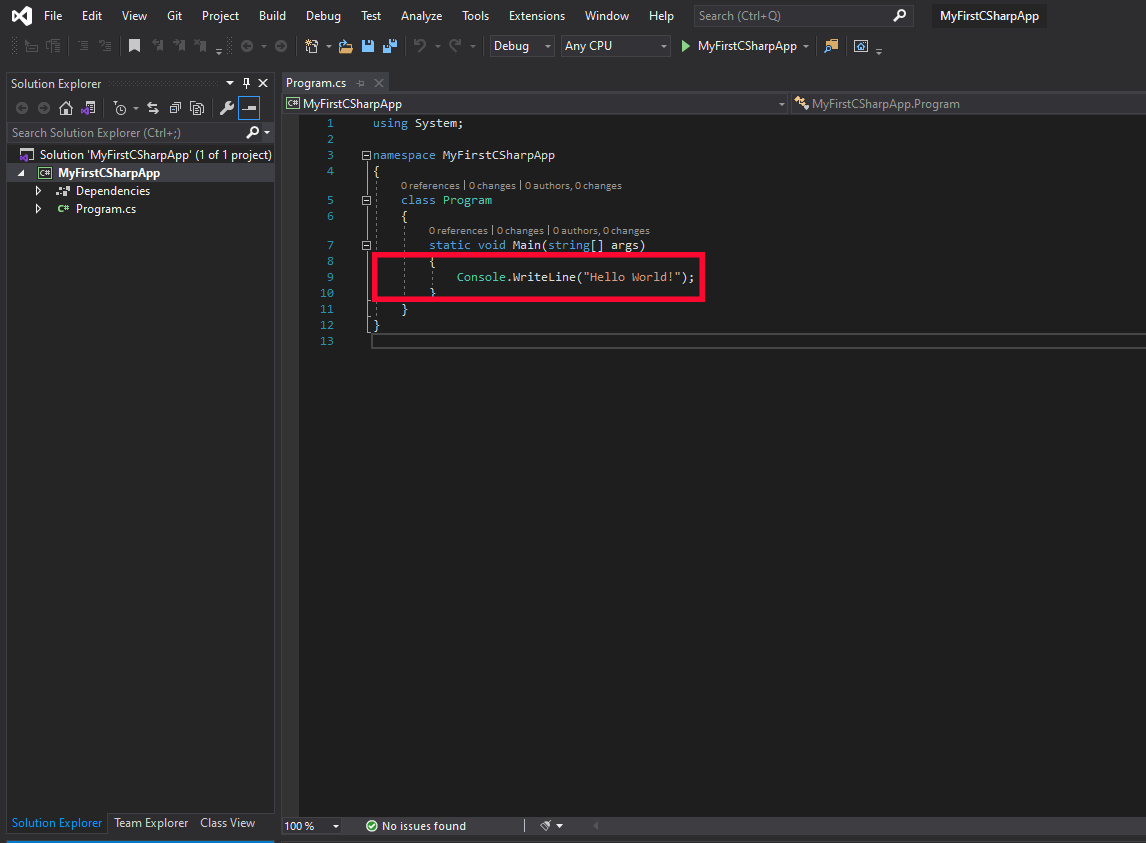 File Edit View Git Project Build Debug Test Analyze Tools Extensions Window Help Search (Ctrl+Q) MyFirstCSharpApp
Debug Any CPU MyFirstCSharpApp
Solution Explorer
Search Solution Explorer (Ctrl+;)
Solution 'MyFirstCSharpApp' (1 of 1 project)
C# MyFirstCSharpApp
Dependencies
C# Program.cs
Solution Explorer Team Explorer Class View
Program.cs
C# MyFirstCSharpApp MyFirstCSharpApp.Program
1 using System;
2
3 namespace MyFirstCSharpApp
4 {
0 references | 0 changes | 0 authors, 0 changes
5 class Program
6 {
0 references | 0 changes | 0 authors, 0 changes
7 static void Main(string[] args)
8 {
9 Console.WriteLine("Hello World!");
10 }
11 }
12 }
13
100 % No issues found